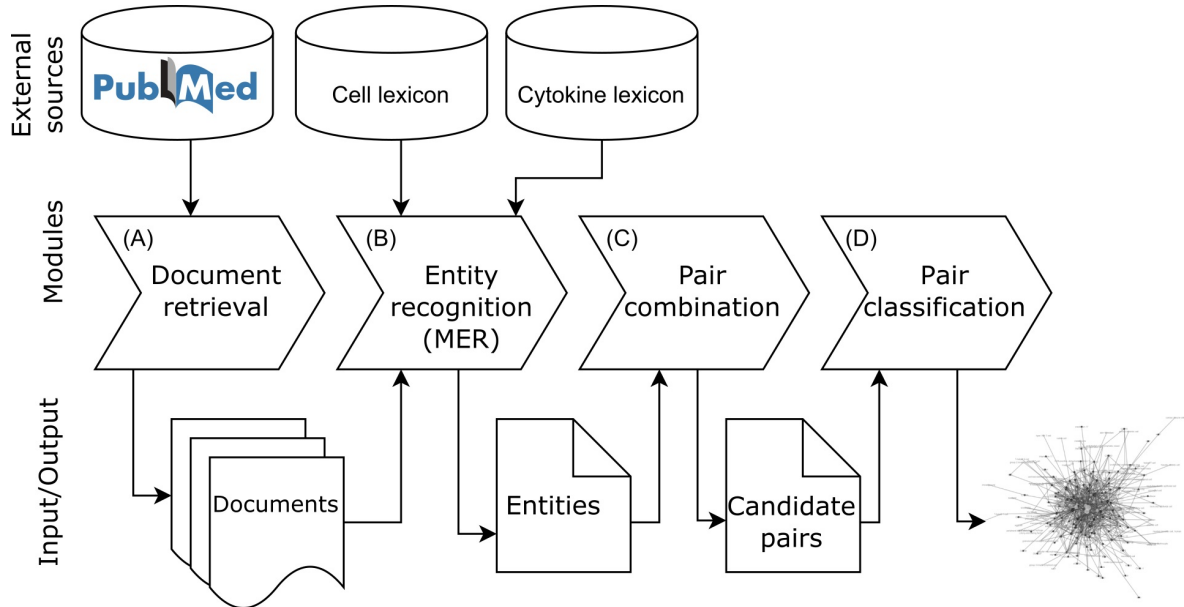 External
sources
PubMed
Cell lexicon
Cytokine lexicon
Modules
(A)
Document
retrieval
(B)
Entity
recognition
(MER)
(C)
Pair
combination
(D)
Pair
classification
Input/Output
Documents
Entities
Candidate
pairs